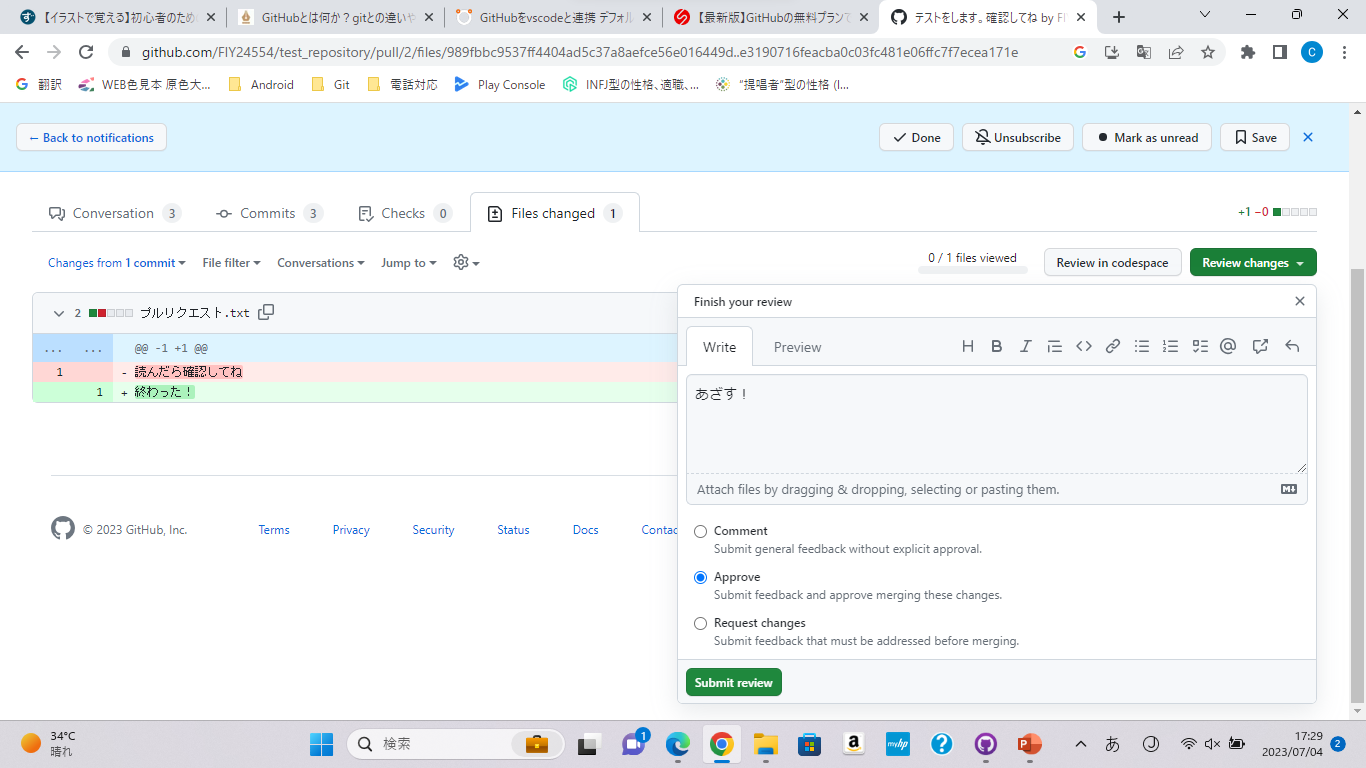 【イラストで覚える】初心者のため
GitHubとは何か？gitとの違いや
GitHubをvscodeと連携 デフォル
【最新版】GitHubの無料プランで
テストをします。確認してね by F
github.com/FIY24554/test_repository/pull/2/files/989fbbc9537ff4404ad5c37a8aefce56e016449d..e3190716feacba0c03fc481e06ffc7f7ecea171e
C
翻訳
WEB色見本 原色大...
Android
Git
電話対応
Play Console
INFJ型の性格、適職、...
“提唱者”型の性格 (I...
← Back to notifications
Done
Unsubscribe
Mark as unread
Save
Conversation 3
Commits 3
Checks 0
Files changed 1
+1 −0
Changes from 1 commit
File filter
Conversations
Jump to
0 / 1 files viewed
Review in codespace
Review changes
2 プルリクエスト.txt
... ... @@ -1 +1 @@
1 - 読んだら確認してね
1 + 終わった！
Finish your review
Write
Preview
あざす！
Attach files by dragging & dropping, selecting or pasting them.
Comment
Submit general feedback without explicit approval.
Approve
Submit feedback and approve merging these changes.
Request changes
Submit feedback that must be addressed before merging.
Submit review
© 2023 GitHub, Inc.
Terms
Privacy
Security
Status
Docs
Contac
34°C
晴れ
検索
1
a
myhp
あ
17:29
2023/07/04
2